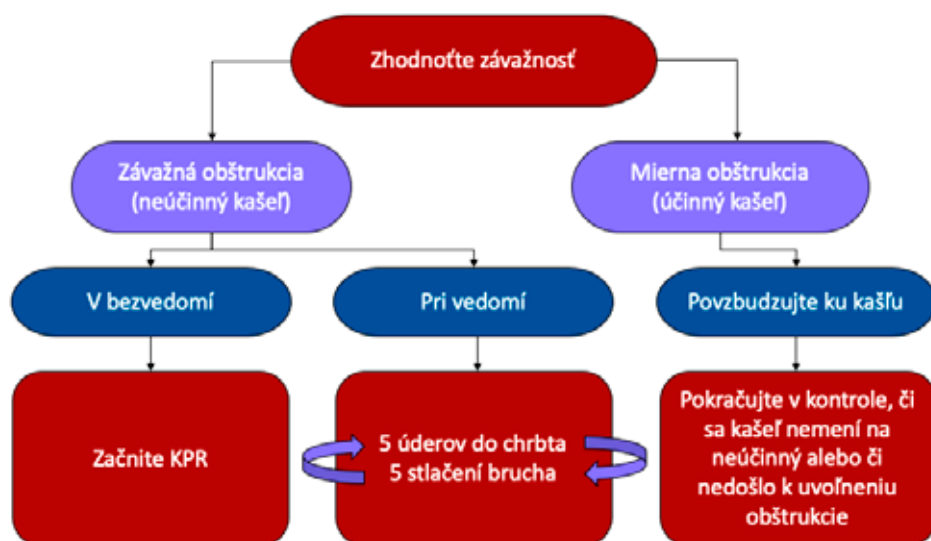 Zhodnoťte závažnosť
Závažná obštrukcia
(neúčinný kašeľ)
Mierna obštrukcia
(účinný kašeľ)
V bezvedomí
Pri vedomí
Povzbudzujte ku kašľu
Začnite KPR
5 úderov do chrbta
5 stlačení brucha
Pokračujte v kontrole, či
sa kašeľ nemení na
neúčinný alebo či
nedošlo k uvoľneniu
obštrukcie